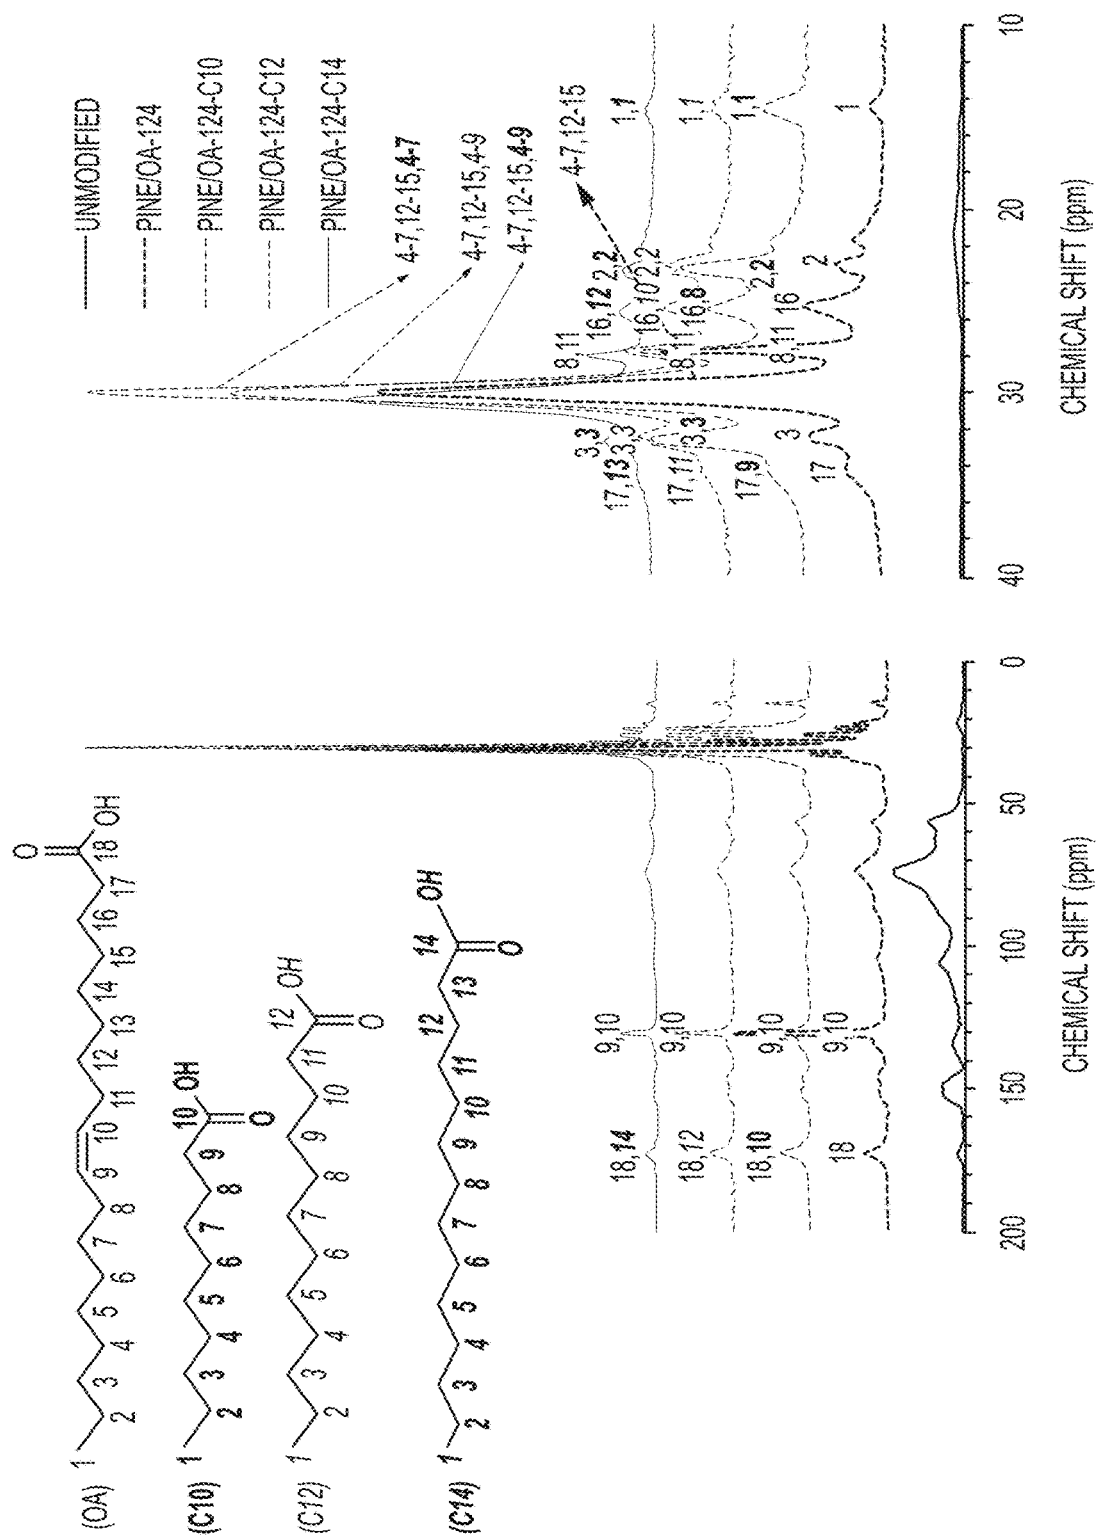 (OA) 1 2 3 4 5 6 7 8 9 10 11 12 13 14 15 16 17 18 OH
O
(C10) 1 2 3 4 5 6 7 8 9 10 OH
O
(C12) 1 2 3 4 5 6 7 8 9 10 11 12 OH
O
(C14) 1 2 3 4 5 6 7 8 9 10 11 12 13 14 OH
O
18,14
9,10
18,12
9,10
18,10
9,10
18
9,10
200 150 100 50 0
CHEMICAL SHIFT (ppm)
UNMODIFIED
PINE/OA-124
PINE/OA-124-C10
PINE/OA-124-C12
PINE/OA-124-C14
4-7,12-15,4-7
4-7,12-15,4-9
4-7,12-15,4-9
4-7,12-15
17,13
3,3
8,11
16,12
2,2
1,1
17,11
3,3
8,11
16,10
2,2
1,1
17,9
3,3
16,8
2,2
1,1
17
3
8,11
16
2
1
40 30 20 10
CHEMICAL SHIFT (ppm)